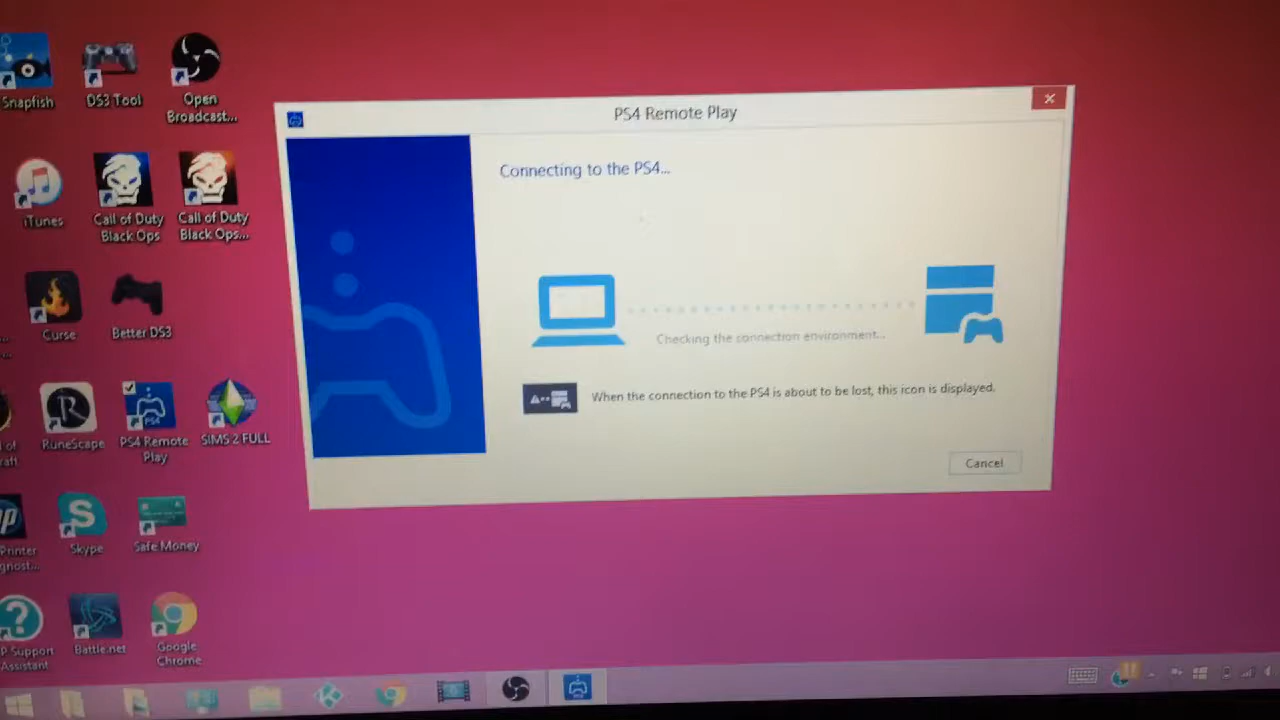 Snapfish
DS3 Tool
Open
Broadcast...
PS4 Remote Play
Connecting to the PS4...
iTunes
Call of Duty
Black Ops
Call of Duty
Black Ops...
Checking the connection environment...
Curse
Better DS3
When the connection to the PS4 is about to be lost, this icon is displayed.
RuneScape
PS4
PS4 Remote
Play
SIMS 2 FULL
Cancel
Printer
Skype
Safe Money
Support
Assistant
Battle.net
Google
Chrome